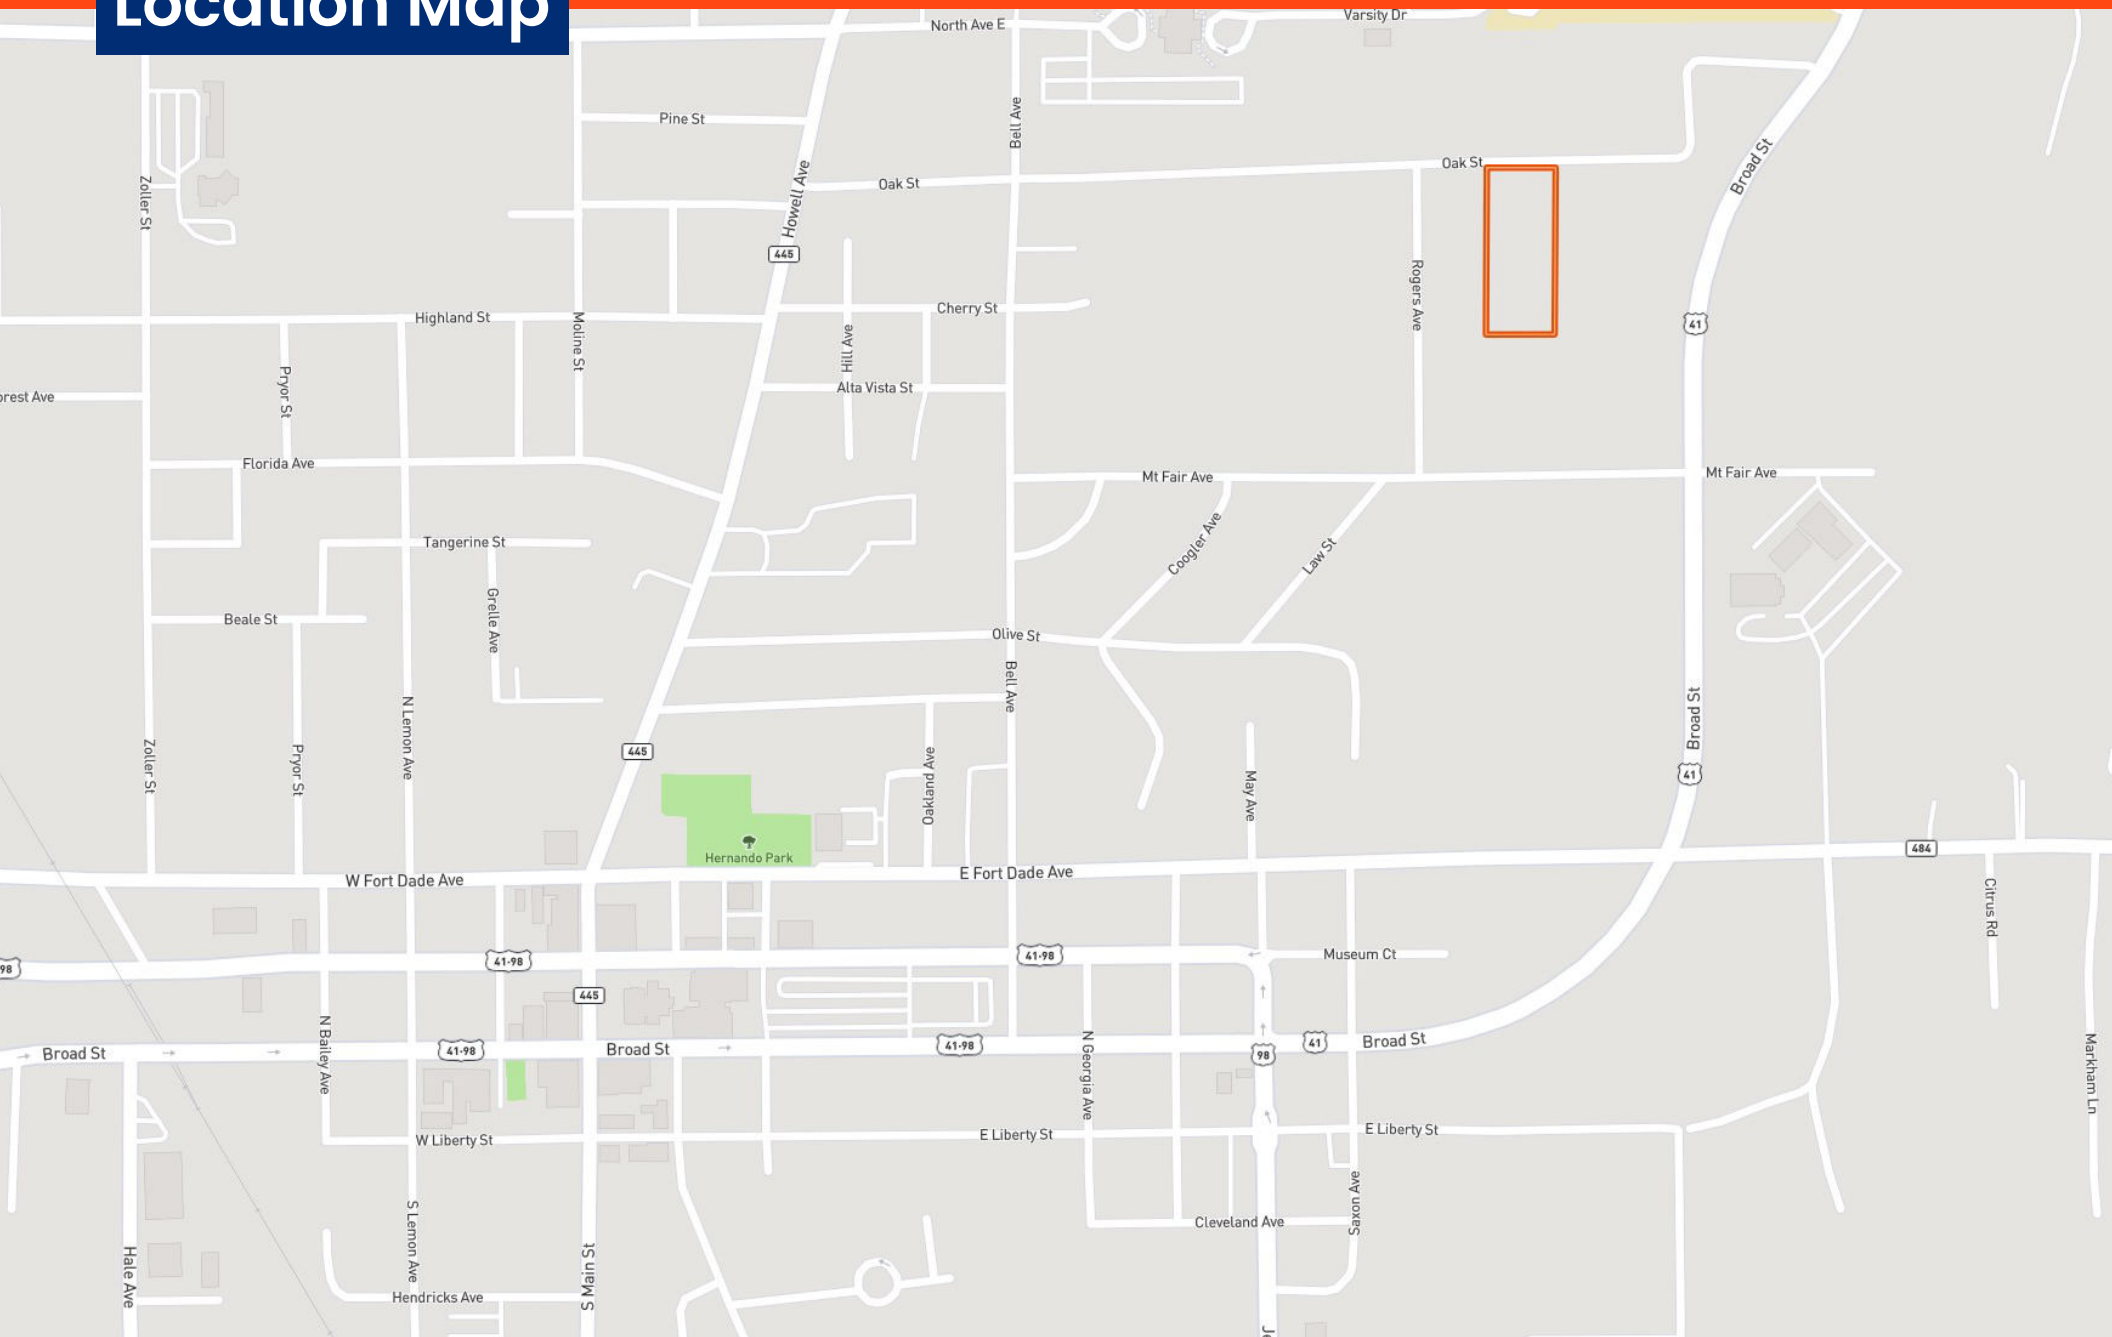 Location Map
North Ave E
Varsity Dr
Pine St
Bell Ave
Broad St
Oak St
Oak St
Zoller St
Howell Ave
445
Rogers Ave
Highland St
Moline St
Cherry St
Hill Ave
41
Pryor St
Alta Vista St
orest Ave
Florida Ave
Mt Fair Ave
Mt Fair Ave
Tangerine St
Coogler Ave
Law St
Grelle Ave
Beale St
Olive St
Bell Ave
N Lemon Ave
Broad St
Zoller St
Pryor St
445
Oakland Ave
May Ave
41
Hernando Park
484
W Fort Dade Ave
E Fort Dade Ave
Citrus Rd
98
41-98
41-98
Museum Ct
445
N Bailey Ave
Broad St
41-98
Broad St
41-98
N Georgia Ave
98
41
Broad St
Markham Ln
W Liberty St
E Liberty St
E Liberty St
Saxon Ave
S Lemon Ave
Cleveland Ave
Hale Ave
S Main St
Hendricks Ave